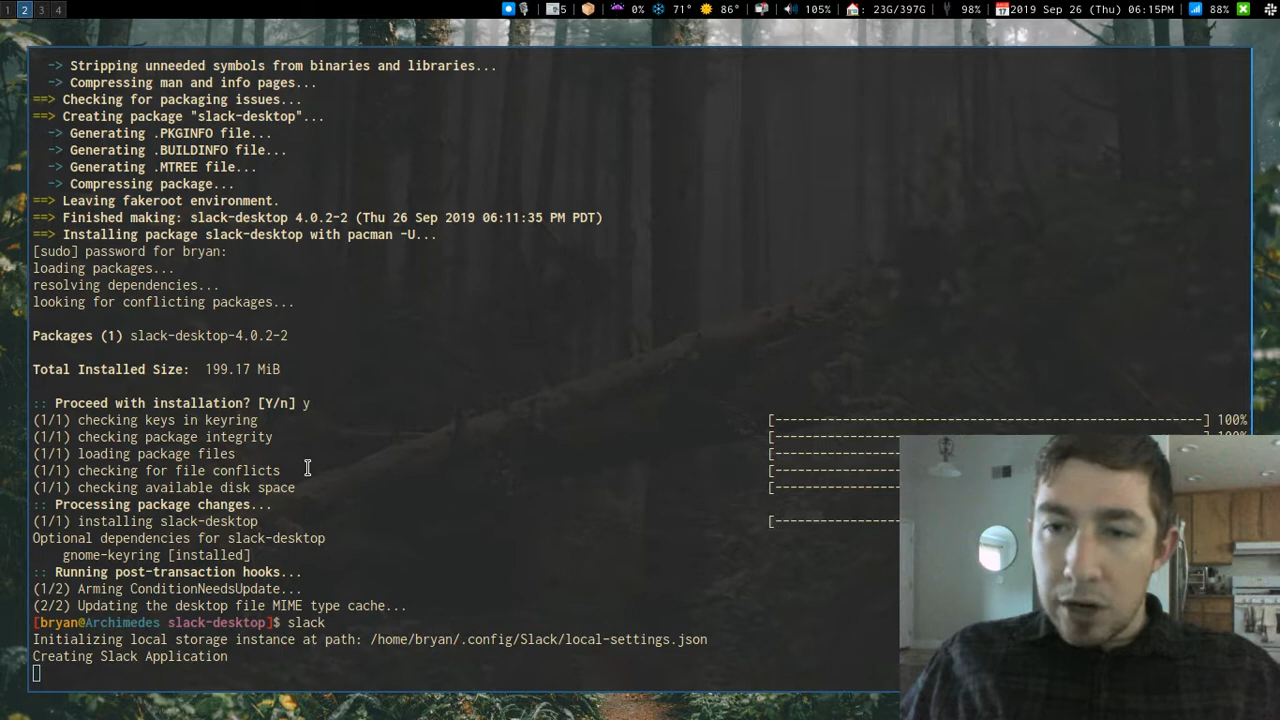 1 2 3 4 5 0% 71° 86° 105% : 23G/397G 98% 2019 Sep 26 (Thu) 06:15PM 88%
-> Stripping unneeded symbols from binaries and libraries...
-> Compressing man and info pages...
==> Checking for packaging issues...
==> Creating package "slack-desktop"...
-> Generating .PKGINFO file...
-> Generating .BUILDINFO file...
-> Generating .MTREE file...
-> Compressing package...
==> Leaving fakeroot environment.
==> Finished making: slack-desktop 4.0.2-2 (Thu 26 Sep 2019 06:11:35 PM PDT)
==> Installing package slack-desktop with pacman -U...
[sudo] password for bryan:
loading packages...
resolving dependencies...
looking for conflicting packages...
Packages (1) slack-desktop-4.0.2-2
Total Installed Size:  199.17 MiB
:: Proceed with installation? [Y/n] y
(1/1) checking keys in keyring [----------------------------------------------------------] 100%
(1/1) checking package integrity [----------------------------------------------------------] 100%
(1/1) loading package files [-----------------
(1/1) checking for file conflicts [-----------------
(1/1) checking available disk space [-----------------
:: Processing package changes...
(1/1) installing slack-desktop [-----------------
Optional dependencies for slack-desktop
gnome-keyring [installed]
:: Running post-transaction hooks...
(1/2) Arming ConditionNeedsUpdate...
(2/2) Updating the desktop file MIME type cache...
[bryan@Archimedes slack-desktop]$ slack
Initializing local storage instance at path: /home/bryan/.config/Slack/local-settings.json
Creating Slack Application